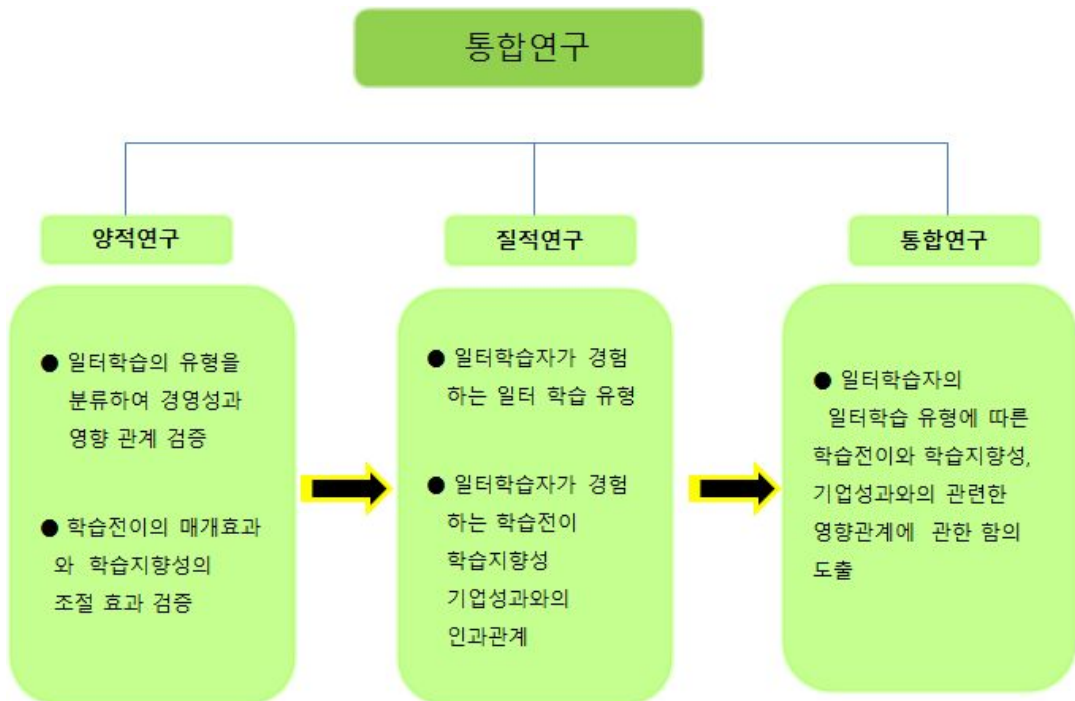 통합연구
양적연구
● 일터학습의 유형을
분류하여 경영성과
영향 관계 검증
● 학습전이의 매개효과
와 학습지향성의
조절 효과 검증
질적연구
● 일터학습자가 경험
하는 일터 학습 유형
● 일터학습자가 경험
하는 학습전이
학습지향성
기업성과와의
인과관계
통합연구
● 일터학습자의
일터학습 유형에 따른
학습전이와 학습지향성,
기업성과와의 관련한
영향관계에 관한 함의
도출